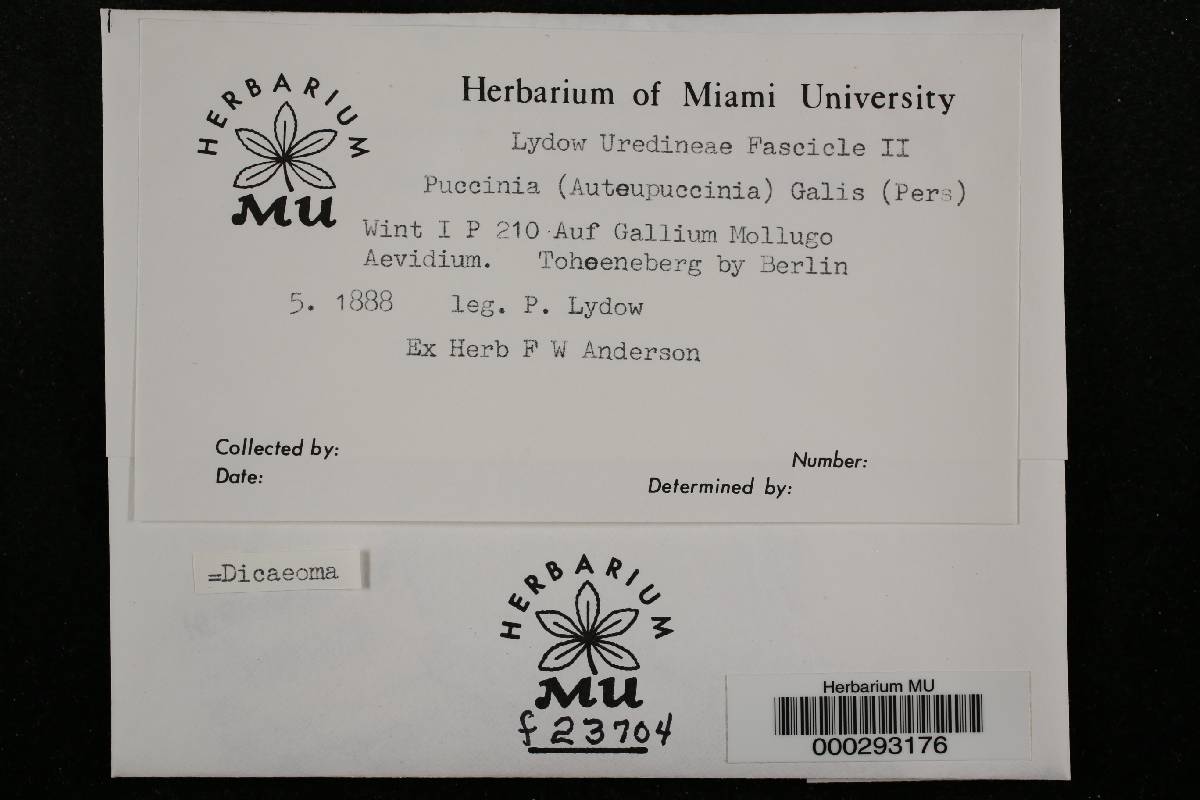 HERBARIUM
MU
Herbarium of Miami University
Lydow Uredineae Fascicle II
Puccinia (Auteupuccinia) Galis (Pers)
Wint I P 210 Auf Gallium Mollugo
Aevidium. Toheeneberg by Berlin
5. 1888 leg. P. Lydow
Ex Herb F W Anderson
Collected by:
Number:
Date:
Determined by:
=Dicaeoma
HERBARIUM
MU
f 23704
Herbarium MU
000293176